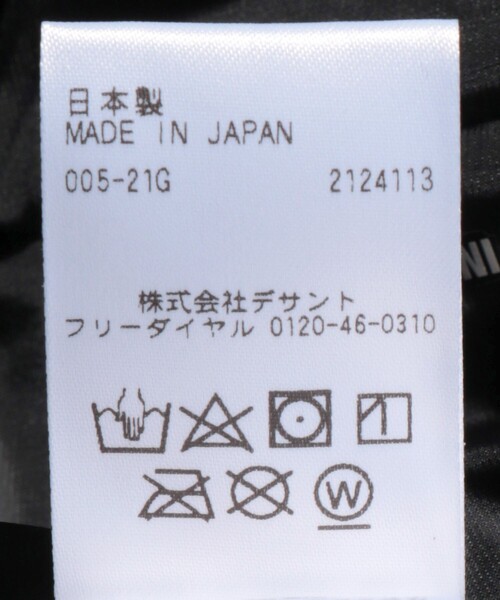 日本製
MADE IN JAPAN
005-21G 2124113
株式会社デサント
フリーダイヤル 0120-46-0310
W